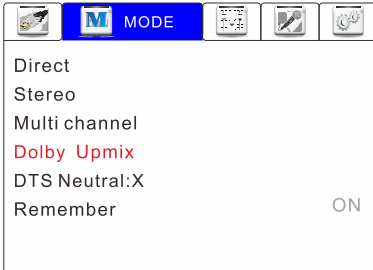 M MODE
Direct
Stereo
Multi channel
Dolby Upmix
DTS Neutral:X
Remember ON